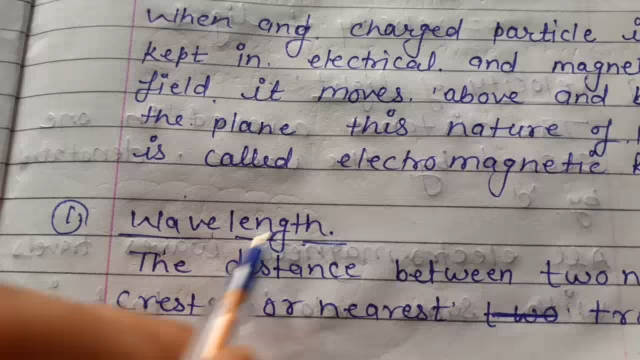 When any charged particle i
kept in electrical and magne
field it moves above and b
the plane this nature of
is called electromagnetic
① Wavelength.
The distance between two n
crest or nearest two tr